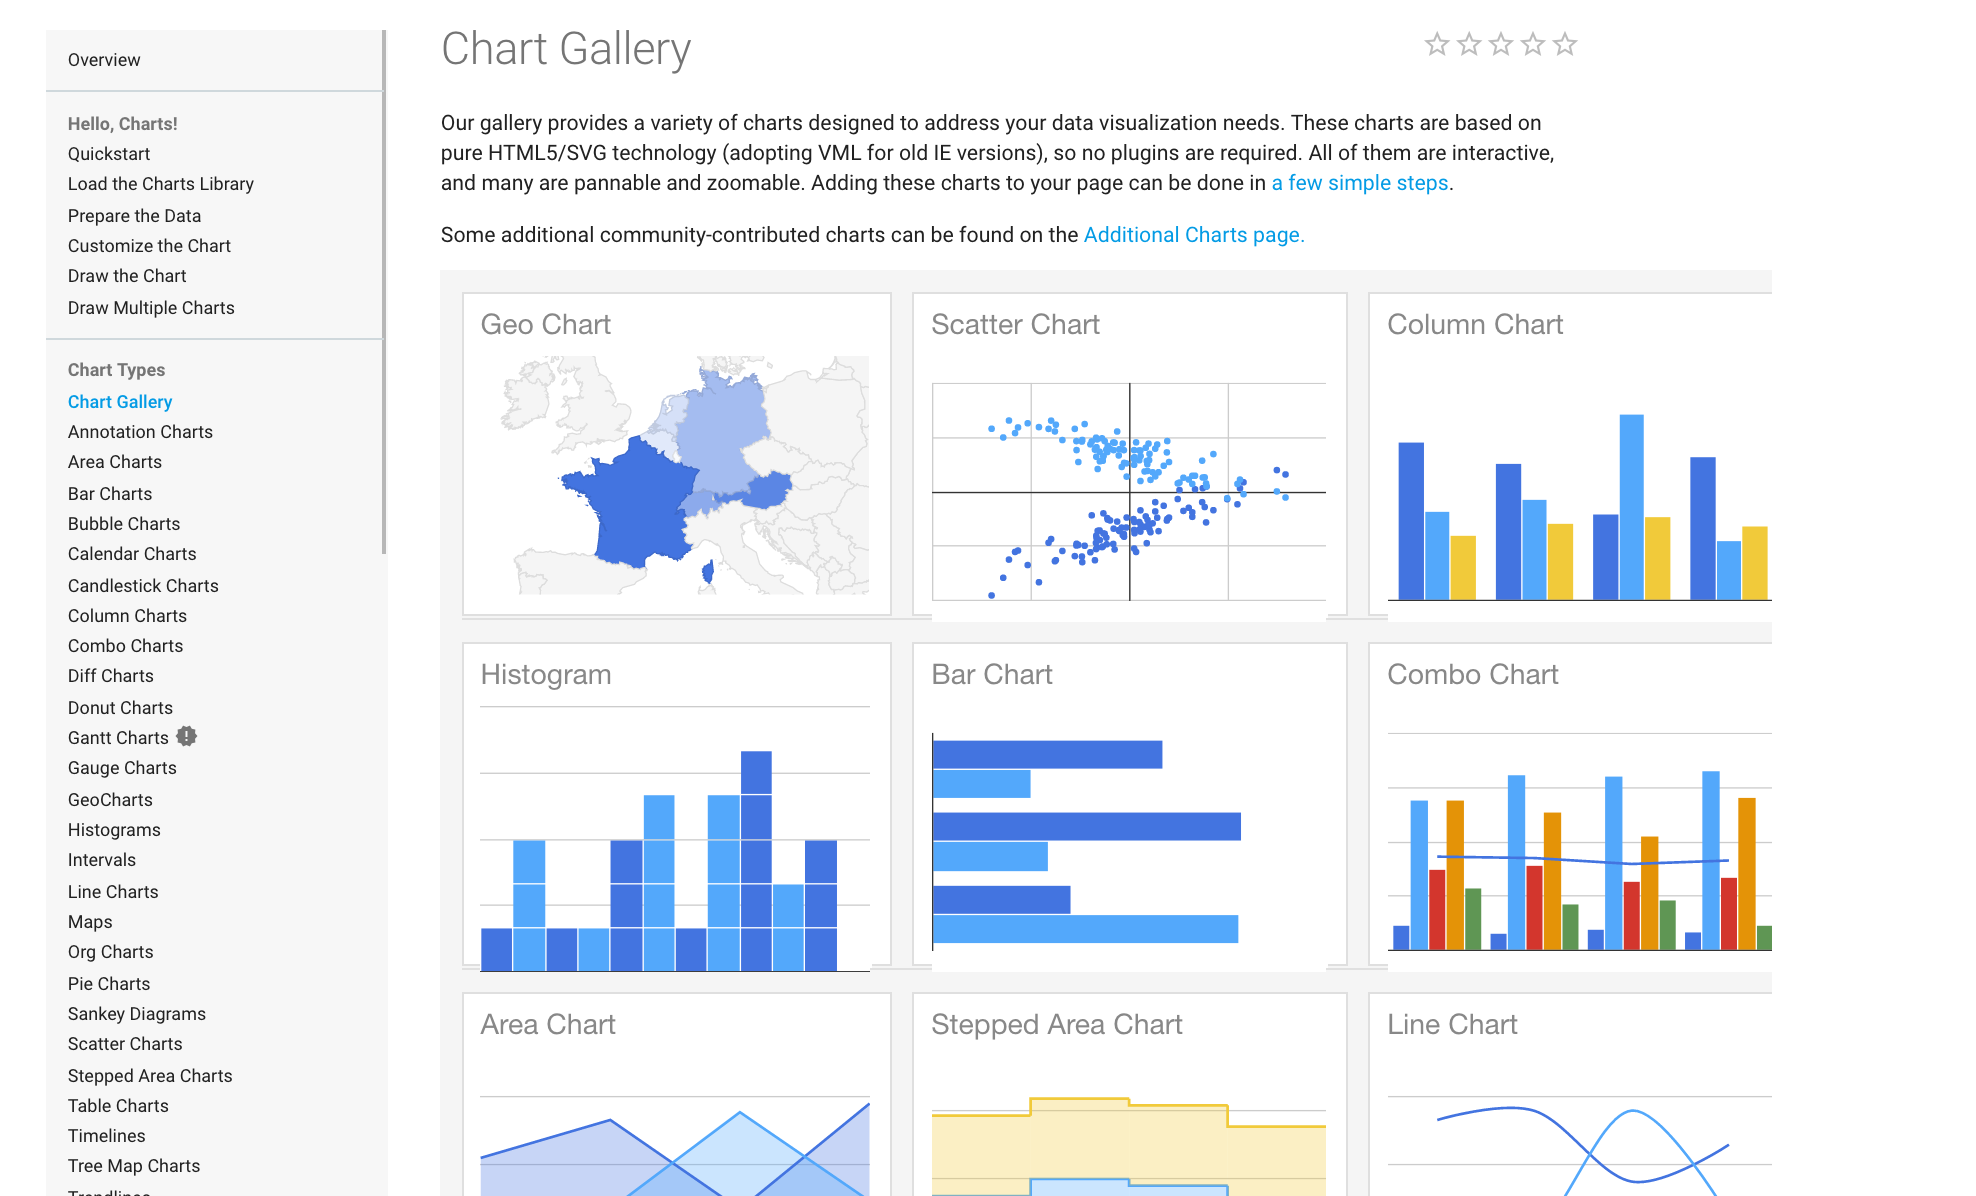 Overview
Hello, Charts!
Quickstart
Load the Charts Library
Prepare the Data
Customize the Chart
Draw the Chart
Draw Multiple Charts
Chart Types
Chart Gallery
Annotation Charts
Area Charts
Bar Charts
Bubble Charts
Calendar Charts
Candlestick Charts
Column Charts
Combo Charts
Diff Charts
Donut Charts
Gantt Charts
Gauge Charts
GeoCharts
Histograms
Intervals
Line Charts
Maps
Org Charts
Pie Charts
Sankey Diagrams
Scatter Charts
Stepped Area Charts
Table Charts
Timelines
Tree Map Charts
Chart Gallery
Our gallery provides a variety of charts designed to address your data visualization needs. These charts are based on
pure HTML5/SVG technology (adopting VML for old IE versions), so no plugins are required. All of them are interactive,
and many are pannable and zoomable. Adding these charts to your page can be done in a few simple steps.
Some additional community-contributed charts can be found on the Additional Charts page.
Geo Chart
Scatter Chart
Column Chart
Histogram
Bar Chart
Combo Chart
Area Chart
Stepped Area Chart
Line Chart